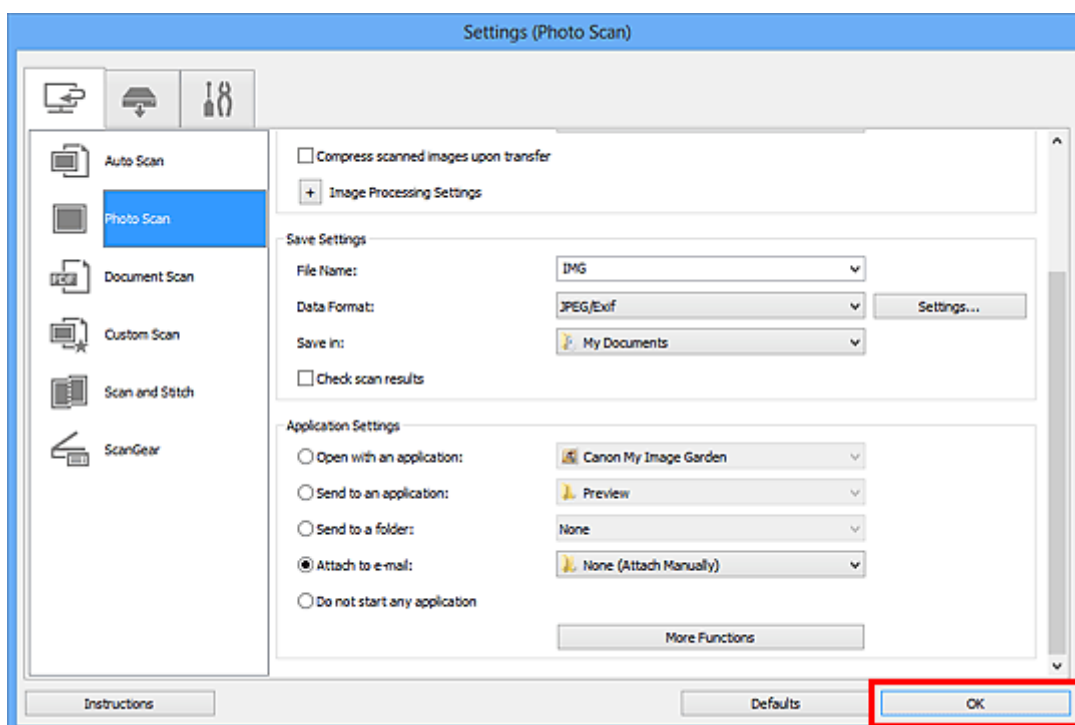 Settings (Photo Scan)
Auto Scan
Photo Scan
Document Scan
Custom Scan
Scan and Stitch
ScanGear
Compress scanned images upon transfer
+ Image Processing Settings
Save Settings
File Name: IMG
Data Format: JPEG/Exif Settings...
Save in: My Documents
Check scan results
Application Settings
Open with an application: Canon My Image Garden
Send to an application: Preview
Send to a folder: None
Attach to e-mail: None (Attach Manually)
Do not start any application
More Functions
Instructions Defaults OK